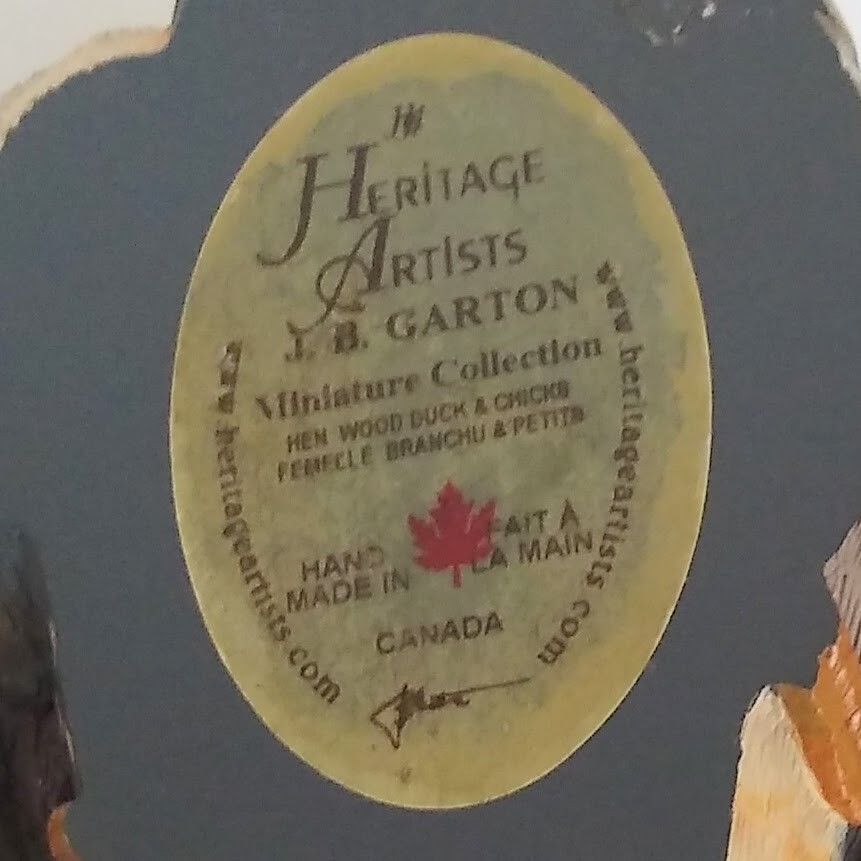 HERITAGE
ARTISTS
J. B. GARTON
Miniature Collection
HEN WOOD DUCK & CHICKS
FEMELLE BRANCHU & PETITS
HAND
MADE IN
FAIT À
LA MAIN
CANADA
www.heritageartists.com
www.heritageartists.com